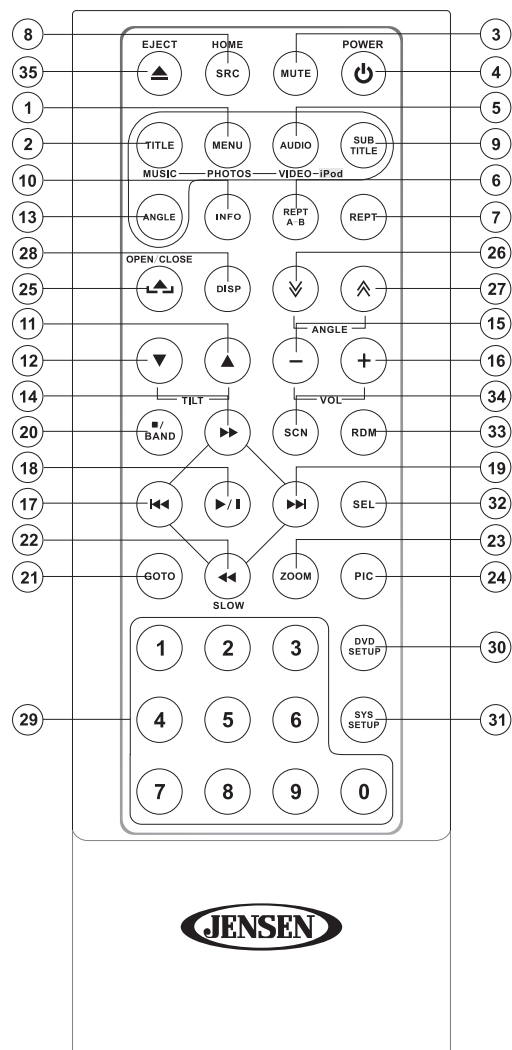 8 3
EJECT HOME POWER
35 SRC MUTE 4
1 5
2 TITLE MENU AUDIO SUB TITLE 9
MUSIC PHOTOS VIDEO iPod
10 6
13 ANGLE INFO REPT A-B REPT 7
28 26
OPEN/CLOSE
25 DISP 27
11 ANGLE 15
12 ▼ ▲ − + 16
14 TILT VOL 34
20 ■/BAND ▶▶ SCN RDM 33
18 19
17 ▶/❙ SEL 32
22 23
21 GOTO ◀◀ ZOOM PIC 24
SLOW
1 2 3 DVD SETUP 30
29 4 5 6 SYS SETUP 31
7 8 9 0
JENSEN